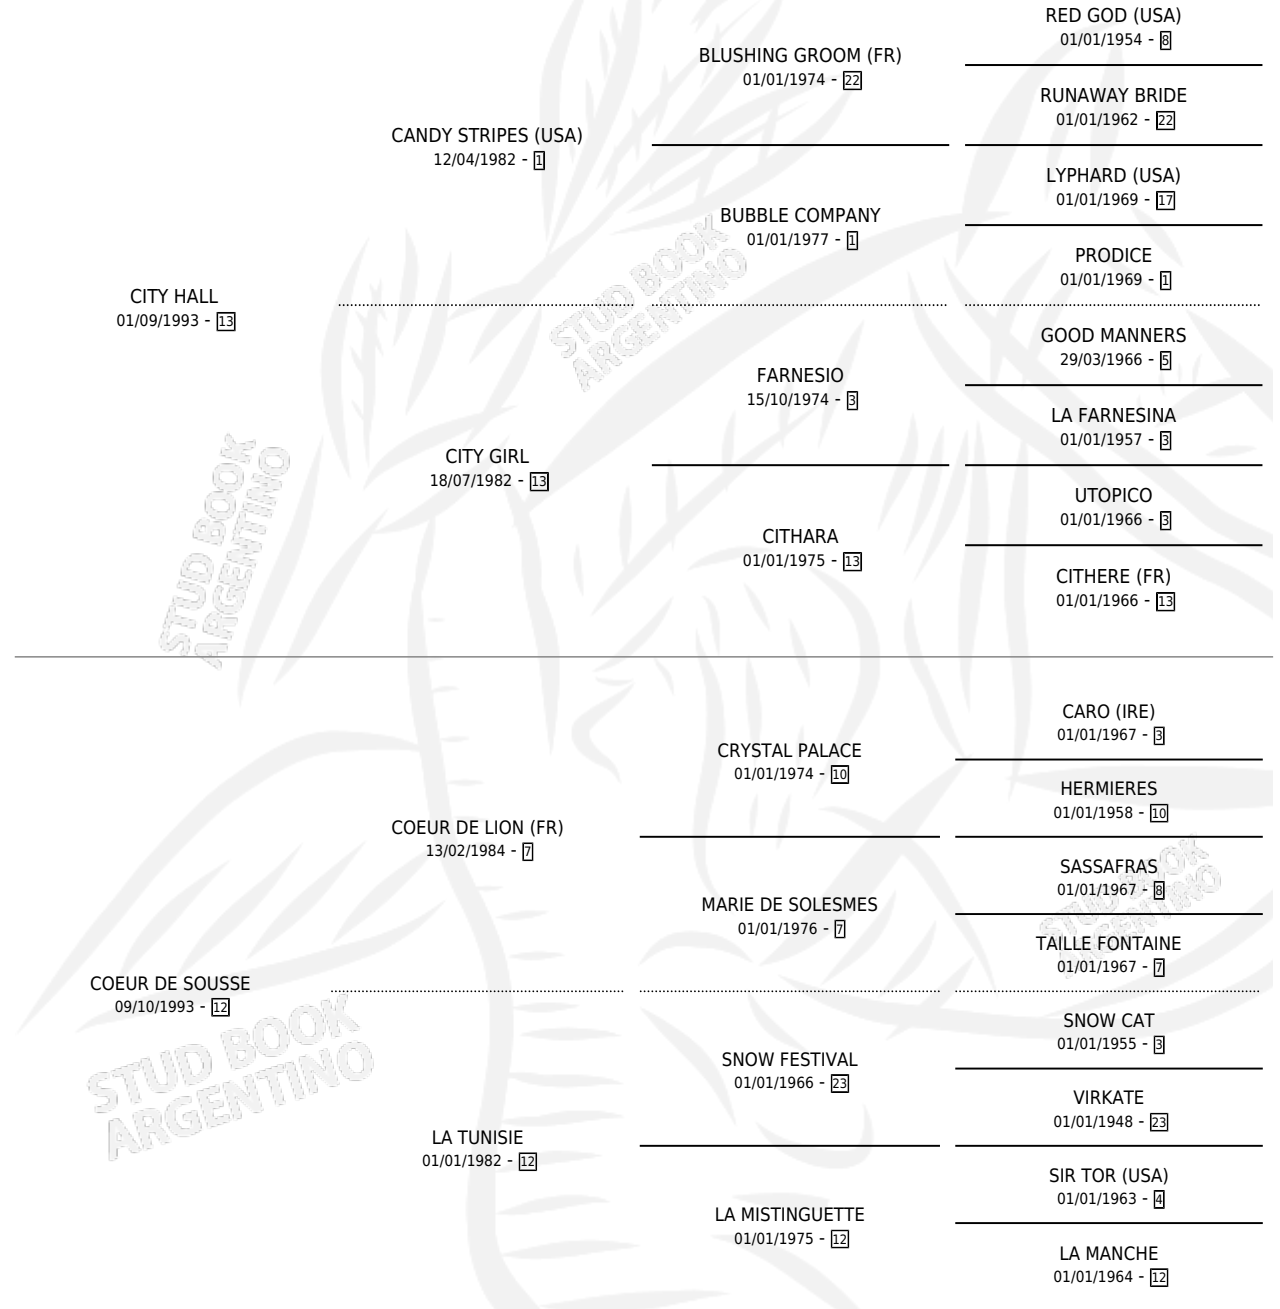 RED GOD (USA)
01/01/1954 - 8
BLUSHING GROOM (FR)
01/01/1974 - 22
RUNAWAY BRIDE
01/01/1962 - 22
CANDY STRIPES (USA)
12/04/1982 - 1
LYPHARD (USA)
01/01/1969 - 17
BUBBLE COMPANY
01/01/1977 - 1
PRODICE
01/01/1969 - 1
CITY HALL
01/09/1993 - 13
GOOD MANNERS
29/03/1966 - 5
FARNESIO
15/10/1974 - 3
LA FARNESINA
01/01/1957 - 3
CITY GIRL
18/07/1982 - 13
UTOPICO
01/01/1966 - 3
CITHARA
01/01/1975 - 13
CITHERE (FR)
01/01/1966 - 13
STUD BOOK
ARGENTINO
STUD BOOK
ARGENTINO
CARO (IRE)
01/01/1967 - 3
CRYSTAL PALACE
01/01/1974 - 10
HERMIERES
01/01/1958 - 10
COEUR DE LION (FR)
13/02/1984 - 7
SASSAFRAS
01/01/1967 - 8
MARIE DE SOLESMES
01/01/1976 - 7
TAILLE FONTAINE
01/01/1967 - 7
STUD BOOK
ARGENTINO
COEUR DE SOUSSE
09/10/1993 - 12
SNOW CAT
01/01/1955 - 3
SNOW FESTIVAL
01/01/1966 - 23
VIRKATE
01/01/1948 - 23
STUD BOOK
ARGENTINO
LA TUNISIE
01/01/1982 - 12
SIR TOR (USA)
01/01/1963 - 4
LA MISTINGUETTE
01/01/1975 - 12
LA MANCHE
01/01/1964 - 12